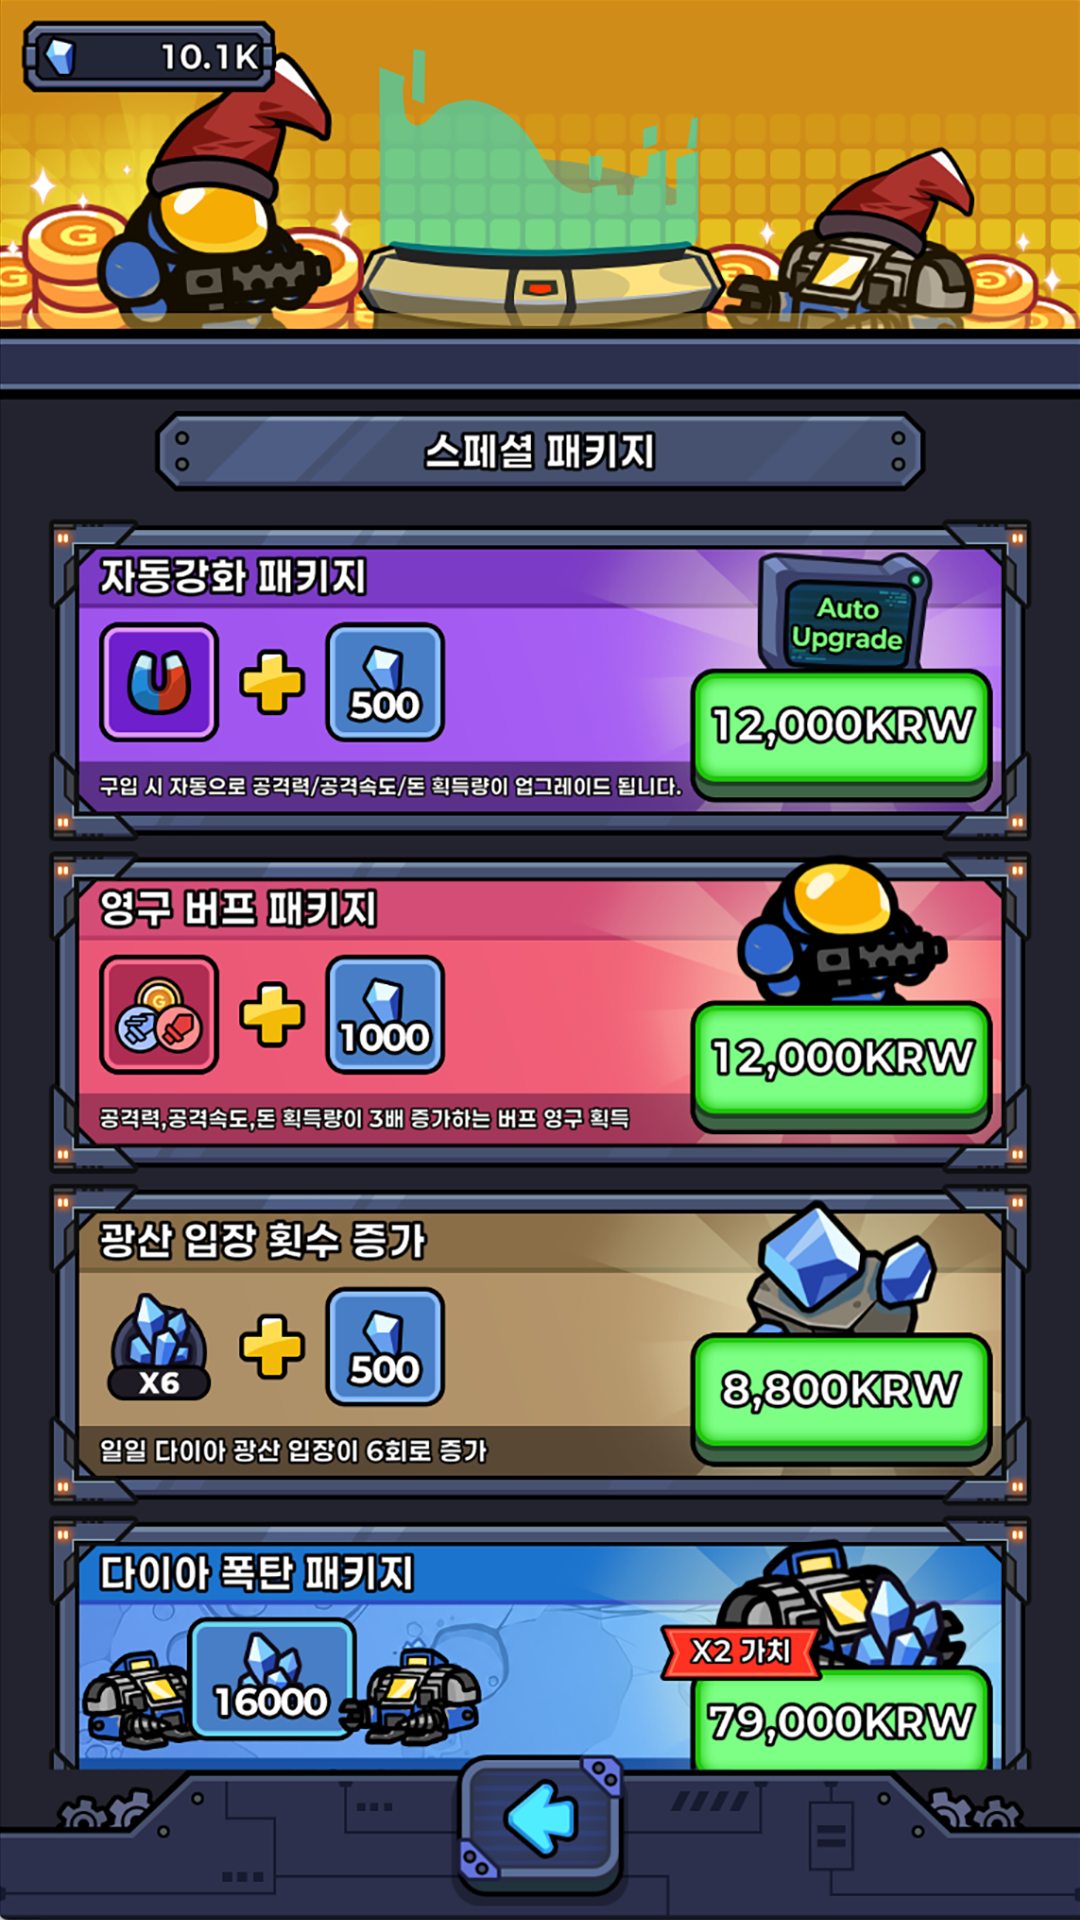 10.1K
스페셜 패키지
자동강화 패키지
Auto
Upgrade
500
12,000KRW
구입 시 자동으로 공격력/공격속도/돈 획득량이 업그레이드 됩니다.
영구 버프 패키지
1000
12,000KRW
공격력,공격속도,돈 획득량이 3배 증가하는 버프 영구 획득
광산 입장 횟수 증가
X6
500
8,800KRW
일일 다이아 광산 입장이 6회로 증가
다이아 폭탄 패키지
X2 가치
16000
79,000KRW